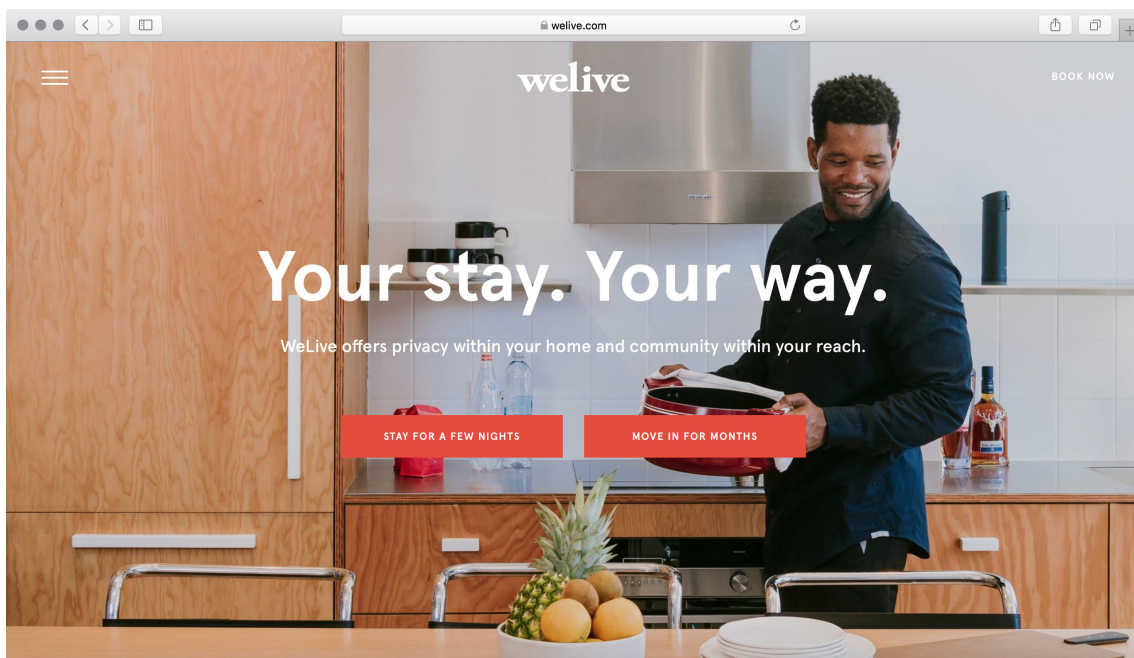 welive.com
welive
BOOK NOW
Your stay. Your way.
WeLive offers privacy within your home and community within your reach.
STAY FOR A FEW NIGHTS
MOVE IN FOR MONTHS